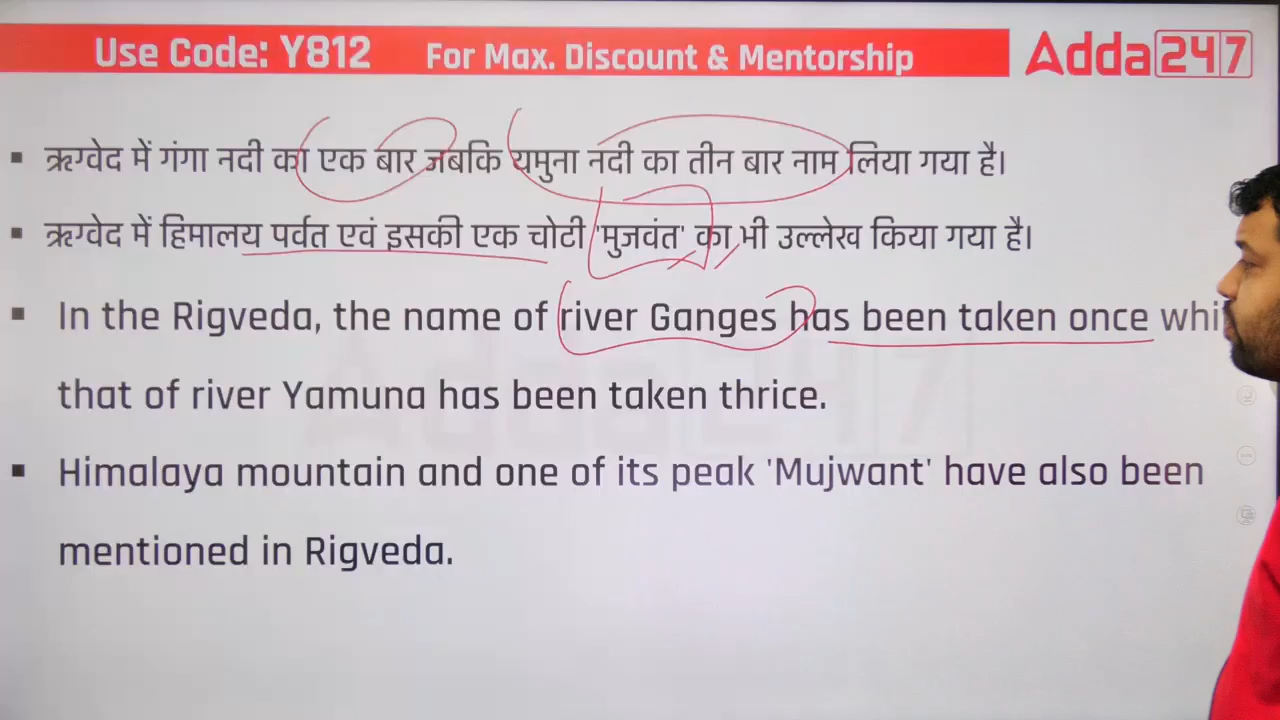 Use Code: Y812 For Max. Discount & Mentorship Adda247
▪ ऋग्वेद में गंगा नदी का एक बार जबकि यमुना नदी का तीन बार नाम लिया गया है।
▪ ऋग्वेद में हिमालय पर्वत एवं इसकी एक चोटी 'मुजवंत' का भी उल्लेख किया गया है।
▪ In the Rigveda, the name of river Ganges has been taken once whi
that of river Yamuna has been taken thrice.
▪ Himalaya mountain and one of its peak 'Mujwant' have also been
mentioned in Rigveda.